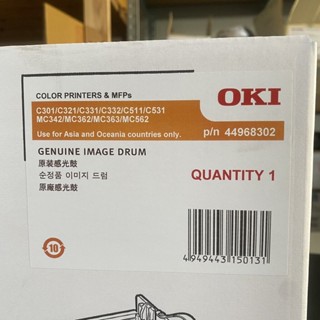 COLOR PRINTERS & MFPs
C301/C321/C331/C332/C511/C531
MC342/MC362/MC363/MC562
Use for Asia and Oceania countries only.
OKI
p/n 44968302
GENUINE IMAGE DRUM
原装感光鼓
순정품 이미지 드럼
原廠感光鼓
QUANTITY 1
10
4 949443 150131